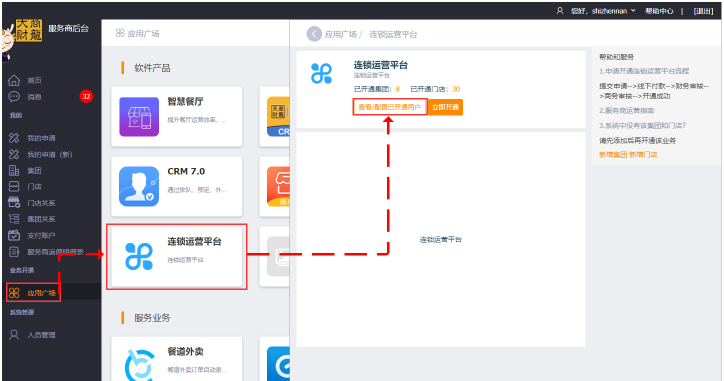 您好，shizhennan
帮助中心
|
[退出]
天商
财龍
服务商后台
首页
消息
32
我的
我的申请
我的申请（新）
集团
门店
门店关系
集团关系
支付账户
服务商返佣明细表
业务开通
应用广场
系统管理
人员管理
应用广场
软件产品
智慧餐厅
提升餐厅运营效率、...
CRM 7.0
通过排队、预定、外...
连锁运营平台
连锁运营平台
CR
服务业务
餐道外卖
餐道外卖订单自动接...
应用广场 / 连锁运营平台
连锁运营平台
连锁运营平台
已开通集团：8 已开通门店：30
查看/配置已开通用户
立即开通
连锁运营平台
帮助和服务
1.申请开通连锁运营平台流程
提交申请-->线下付款-->财务审核--
>商务审核-->开通成功
2.服务商运营指南
3.系统中没有该集团和门店?
请先添加后再开通该业务
新增集团 新增门店